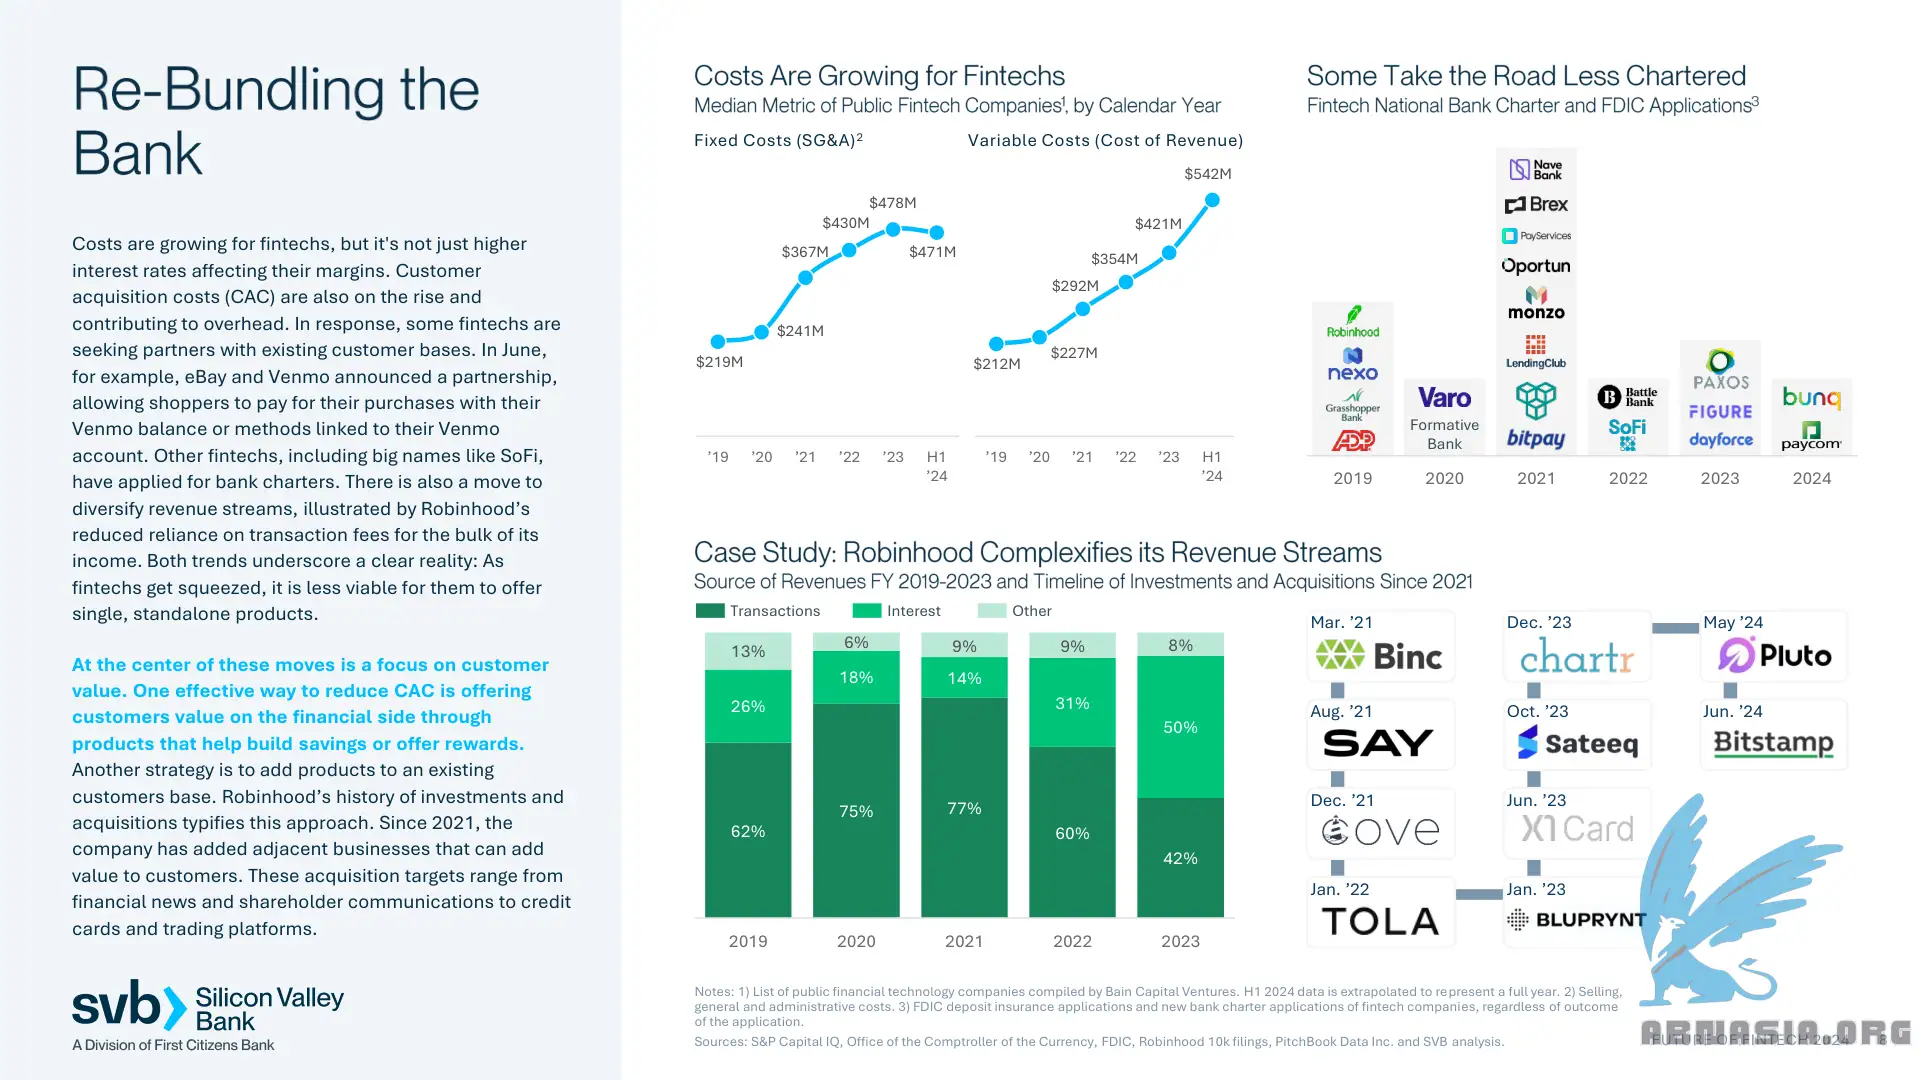 Re-Bundling the
Bank
Costs are growing for fintechs, but it's not just higher
interest rates affecting their margins. Customer
acquisition costs (CAC) are also on the rise and
contributing to overhead. In response, some fintechs are
seeking partners with existing customer bases. In June,
for example, eBay and Venmo announced a partnership,
allowing shoppers to pay for their purchases with their
Venmo balance or methods linked to their Venmo
account. Other fintechs, including big names like SoFi,
have applied for bank charters. There is also a move to
diversify revenue streams, illustrated by Robinhood’s
reduced reliance on transaction fees for the bulk of its
income. Both trends underscore a clear reality: As
fintechs get squeezed, it is less viable for them to offer
single, standalone products.
At the center of these moves is a focus on customer
value. One effective way to reduce CAC is offering
customers value on the financial side through
products that help build savings or offer rewards.
Another strategy is to add products to an existing
customers base. Robinhood’s history of investments and
acquisitions typifies this approach. Since 2021, the
company has added adjacent businesses that can add
value to customers. These acquisition targets range from
financial news and shareholder communications to credit
cards and trading platforms.
svb Silicon Valley
Bank
A Division of First Citizens Bank
Costs Are Growing for Fintechs
Median Metric of Public Fintech Companies¹, by Calendar Year
Fixed Costs (SG&A)²
$219M
$241M
$367M
$430M
$478M
$471M
’19 ’20 ’21 ’22 ’23 H1
’24
Variable Costs (Cost of Revenue)
$212M
$227M
$292M
$354M
$421M
$542M
’19 ’20 ’21 ’22 ’23 H1
’24
Some Take the Road Less Chartered
Fintech National Bank Charter and FDIC Applications³
Robinhood
nexo
Grasshopper
Bank
ADP
2019
Varo
Formative
Bank
2020
Nave
Bank
Brex
PayServices
Oportun
monzo
LendingClub
bitpay
2021
B Battle
Bank
SoFi
2022
PAXOS
FIGURE
dayforce
2023
bunq
paycom
2024
Case Study: Robinhood Complexifies its Revenue Streams
Source of Revenues FY 2019-2023 and Timeline of Investments and Acquisitions Since 2021
Transactions Interest Other
13% 6% 9% 9% 8%
26% 18% 14% 31% 50%
62% 75% 77% 60% 42%
2019 2020 2021 2022 2023
Mar. ’21
Binc
Aug. ’21
SAY
Dec. ’21
Cove
Jan. ’22
TOLA
Jan. ’23
BLUPRYNT
Jun. ’23
X1 Card
Oct. ’23
Sateeq
Dec. ’23
chartr
May ’24
Pluto
Jun. ’24
Bitstamp
Notes: 1) List of public financial technology companies compiled by Bain Capital Ventures. H1 2024 data is extrapolated to represent a full year. 2) Selling,
general and administrative costs. 3) FDIC deposit insurance applications and new bank charter applications of fintech companies, regardless of outcome
of the application.
Sources: S&P Capital IQ, Office of the Comptroller of the Currency, FDIC, Robinhood 10k filings, PitchBook Data Inc. and SVB analysis.
FUTURE OF FINTECH 2024 8
ARMASIA.ORG